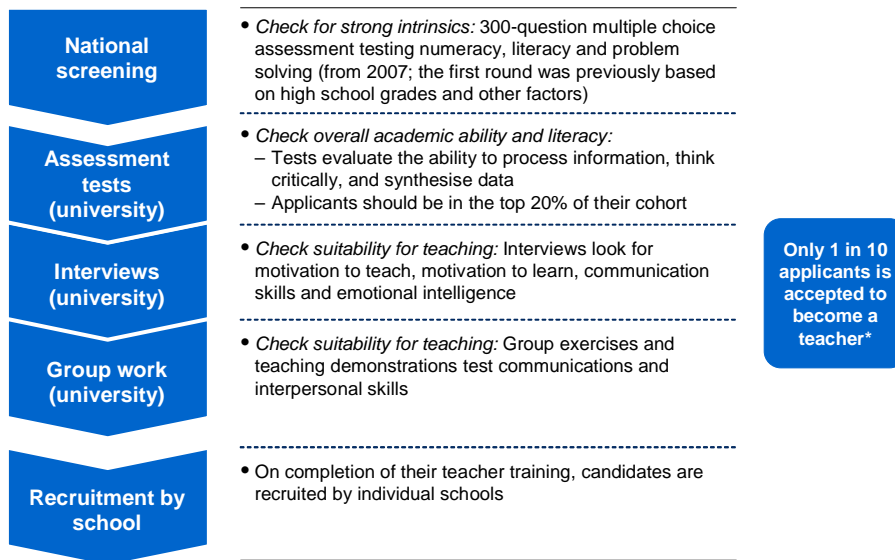 National
screening
• Check for strong intrinsics: 300-question multiple choice
assessment testing numeracy, literacy and problem
solving (from 2007; the first round was previously based
on high school grades and other factors)
Assessment
tests
(university)
• Check overall academic ability and literacy:
– Tests evaluate the ability to process information, think
critically, and synthesise data
– Applicants should be in the top 20% of their cohort
Interviews
(university)
• Check suitability for teaching: Interviews look for
motivation to teach, motivation to learn, communication
skills and emotional intelligence
Group work
(university)
• Check suitability for teaching: Group exercises and
teaching demonstrations test communications and
interpersonal skills
Recruitment by
school
• On completion of their teacher training, candidates are
recruited by individual schools
Only 1 in 10
applicants is
accepted to
become a
teacher*